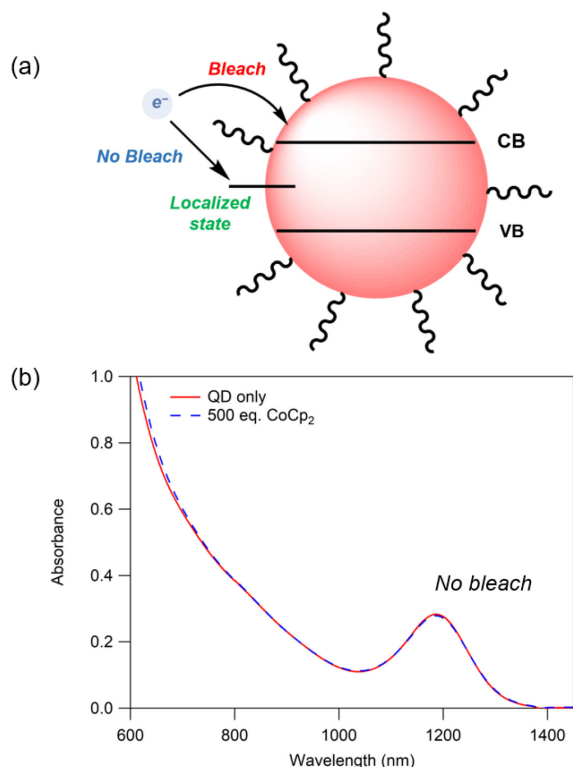 (a)
Bleach
e⁻
No Bleach
CB
Localized
state
VB
(b)
1.0
QD only
500 eq. CoCp₂
0.8
0.6
Absorbance
0.4
No bleach
0.2
0.0
600 800 1000 1200 1400
Wavelength (nm)